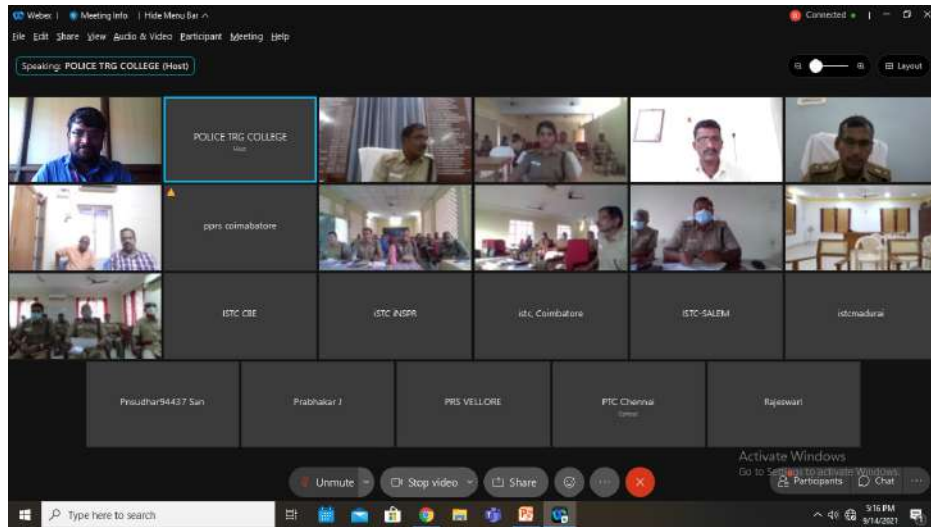 Webex | Meeting Info | Hide Menu Bar
Connected
File Edit Share View Audio & Video Participant Meeting Help
Speaking: POLICE TRG COLLEGE (Host)
Layout
POLICE TRG COLLEGE
Host
pprs coimabatore
ISTC CBE
iSTC iNSPR
istc, Coimbatore
ISTC-SALEM
istcmadurai
Pnsudhar94437 San
Prabhakar J
PRS VELLORE
PTC Chennai
Rajeswari
Activate Windows
Go to Settings to activate Windows.
Unmute
Stop video
Share
Participants
Chat
Type here to search
3:16 PM
9/14/2021